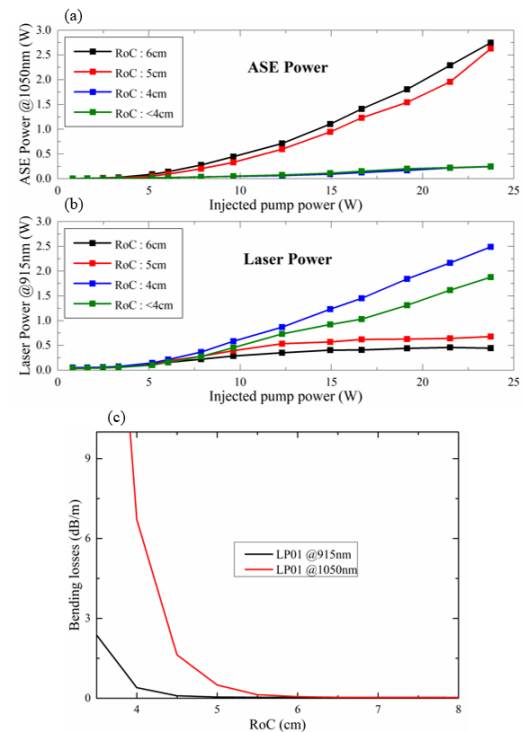 (a)
3.0
2.5
2.0
1.5
1.0
0.5
0.0
ASE Power @1050nm (W)
RoC : 6cm
RoC : 5cm
RoC : 4cm
RoC : <4cm
ASE Power
0 5 10 15 20 25
Injected pump power (W)
(b)
3.0
2.5
2.0
1.5
1.0
0.5
0.0
Laser Power @915nm (W)
RoC : 6cm
RoC : 5cm
RoC : 4cm
RoC : <4cm
Laser Power
0 5 10 15 20 25
Injected pump power (W)
(c)
9
6
3
0
Bending losses (dB/m)
LP01 @915nm
LP01 @1050nm
4 5 6 7 8
RoC (cm)